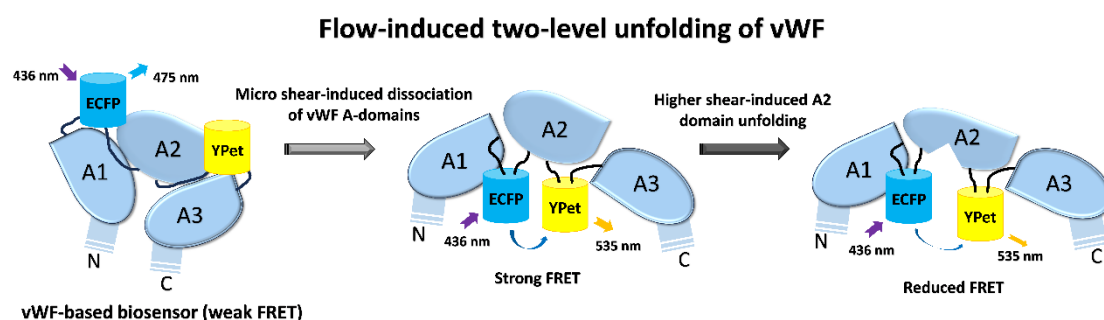 Flow-induced two-level unfolding of vWF
436 nm
475 nm
ECFP
YPet
A1
A2
A3
N
C
vWF-based biosensor (weak FRET)
Micro shear-induced dissociation
of vWF A-domains
A1
A2
A3
ECFP
YPet
N
436 nm
535 nm
C
Strong FRET
Higher shear-induced A2
domain unfolding
A1
A2
A3
ECFP
YPet
N
436 nm
535 nm
C
Reduced FRET